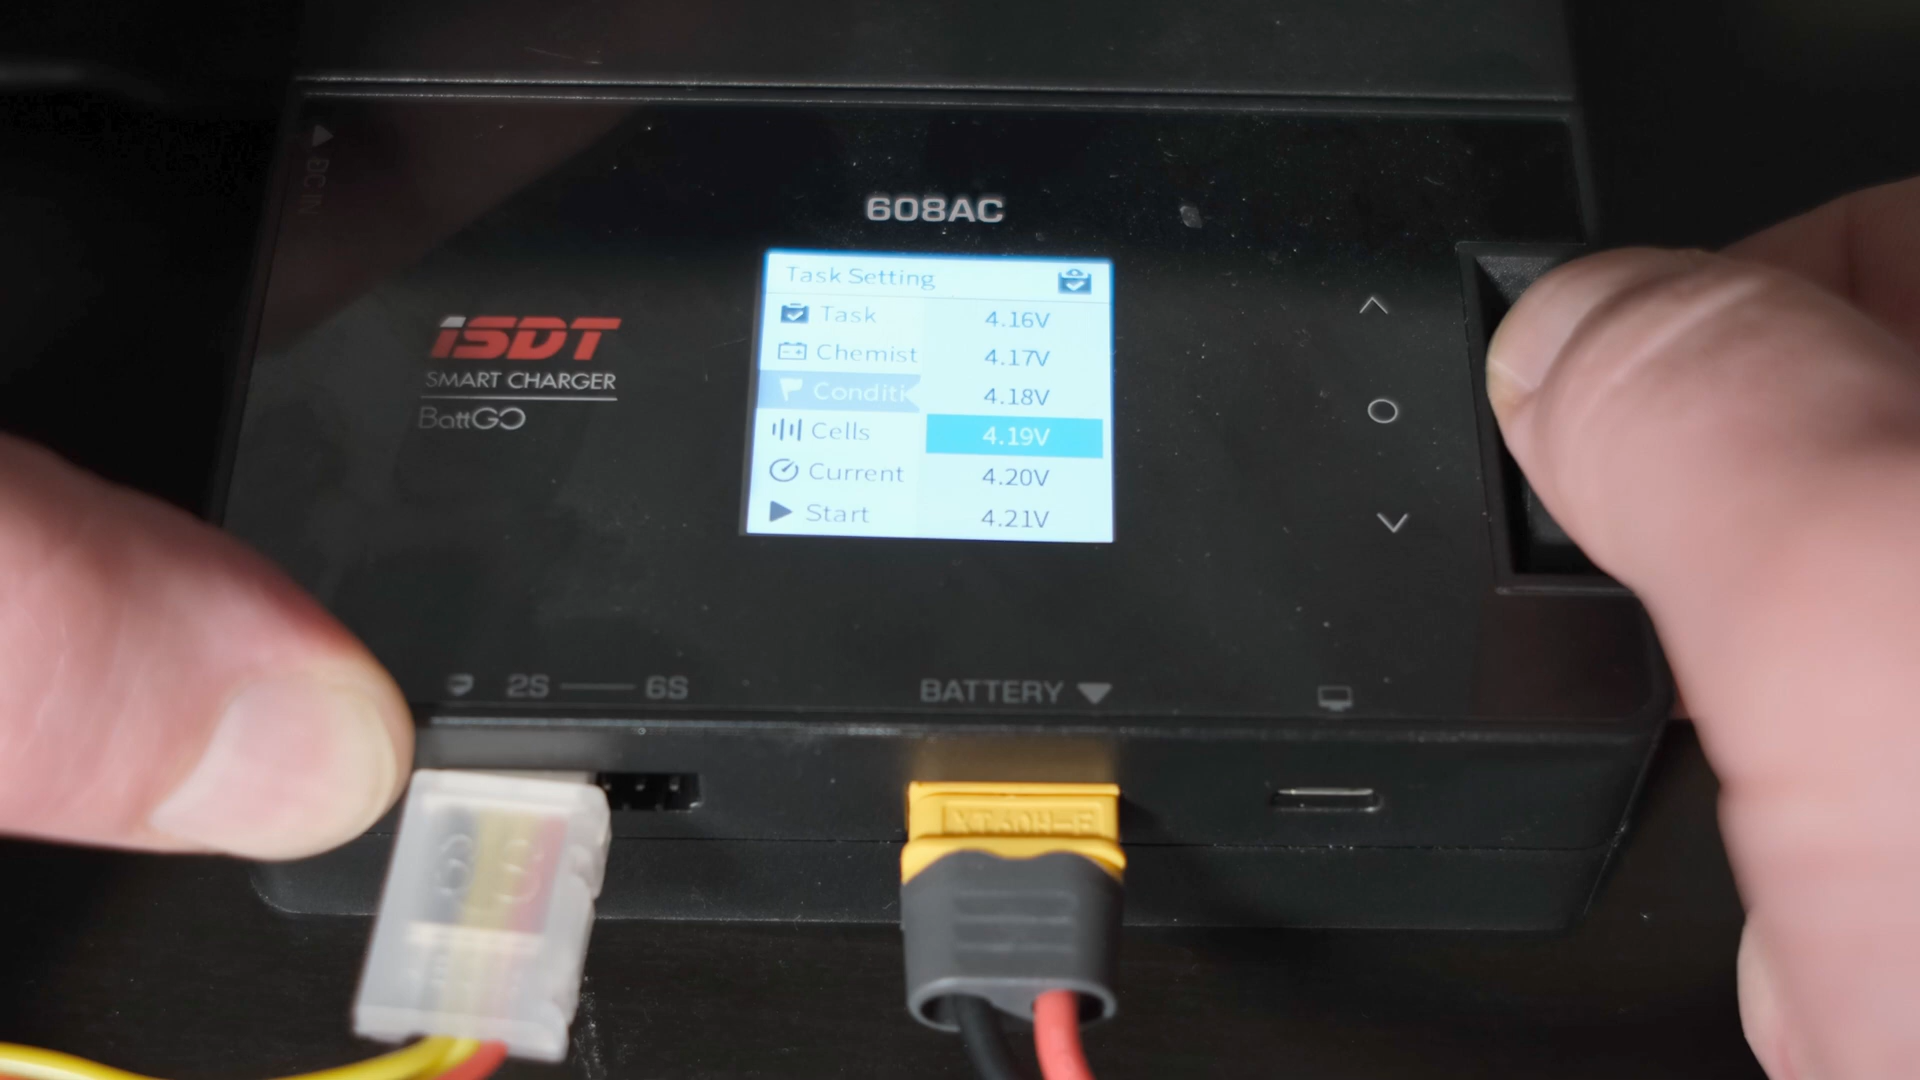 DC IN
608AC
Task Setting
Task
4.16V
Chemist
4.17V
Conditi
4.18V
Cells
4.19V
Current
4.20V
Start
4.21V
iSDT
SMART CHARGER
BattGO
2S
6S
BATTERY
XT60H-F